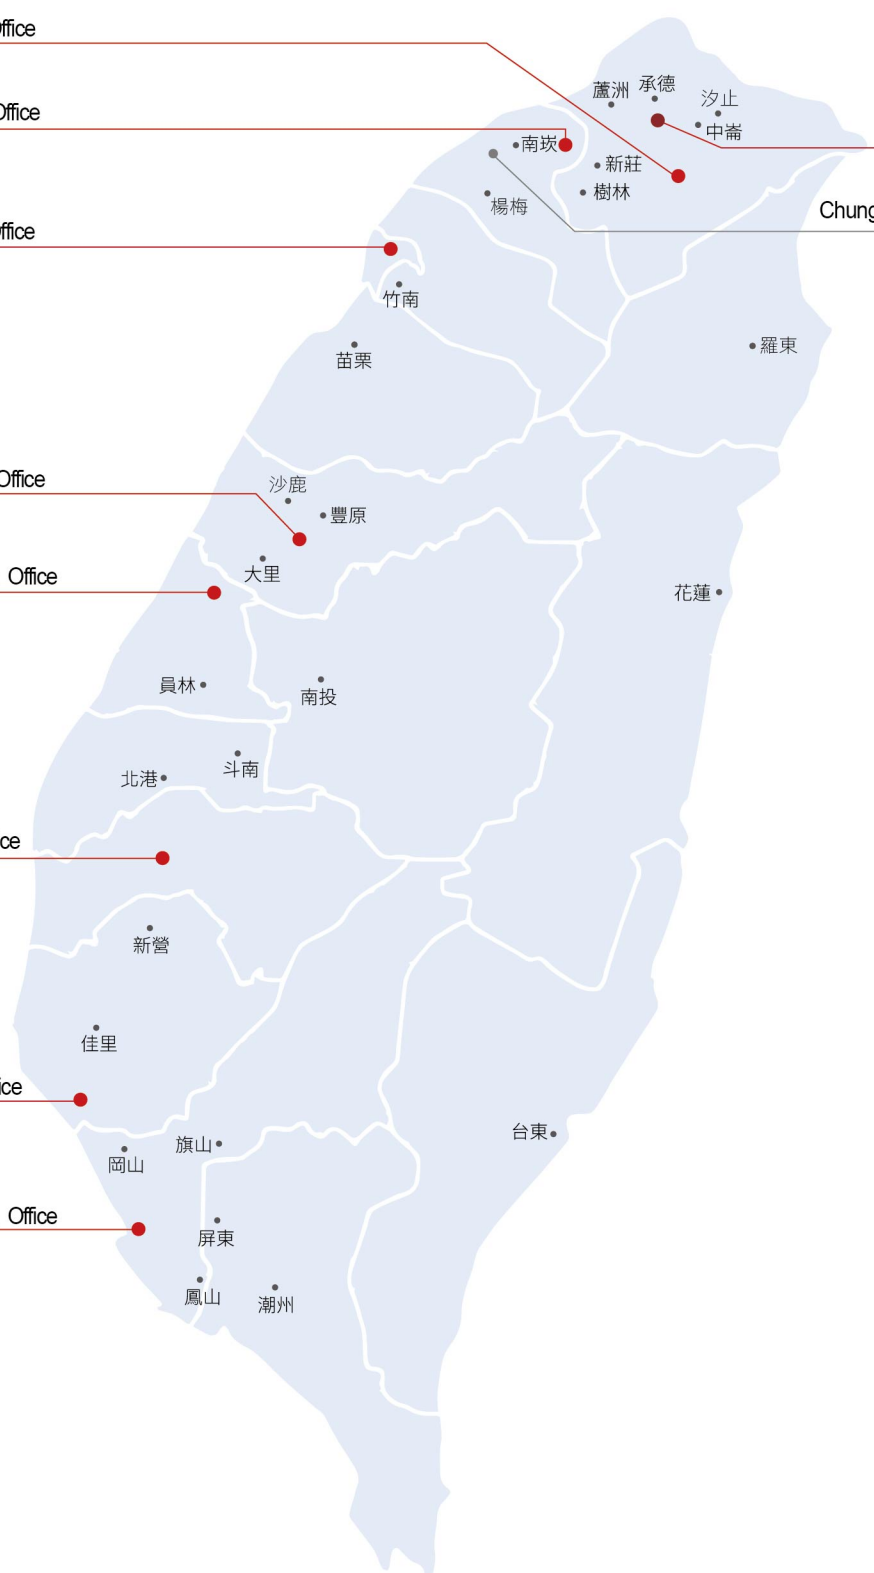 ffice
蘆洲
承德
汐止
Office
中崙
南崁
新莊
樹林
楊梅
Chung
ffice
竹南
羅東
苗栗
Office
沙鹿
豐原
大里
Office
花蓮
員林
南投
斗南
北港
ce
新營
佳里
ice
台東
旗山
岡山
Office
屏東
鳳山
潮州